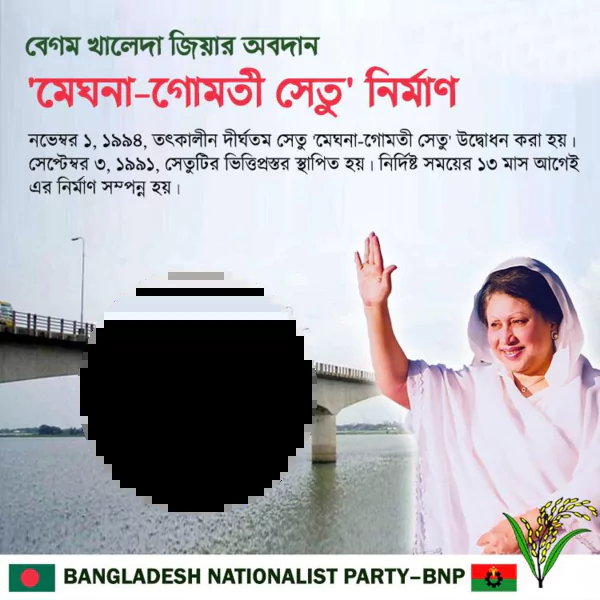 বেগম খালেদা জিয়ার অবদান
'মেঘনা-গোমতী সেতু' নির্মাণ
নভেম্বর ১, ১৯৯৪, তৎকালীন দীর্ঘতম সেতু 'মেঘনা-গোমতী সেতু' উদ্বোধন করা হয়।
সেপ্টেম্বর ৩, ১৯৯১, সেতুটির ভিত্তিপ্রস্তর স্থাপিত হয়। নির্দিষ্ট সময়ের ১৩ মাস আগেই
এর নির্মাণ সম্পন্ন হয়।
BANGLADESH NATIONALIST PARTY–BNP